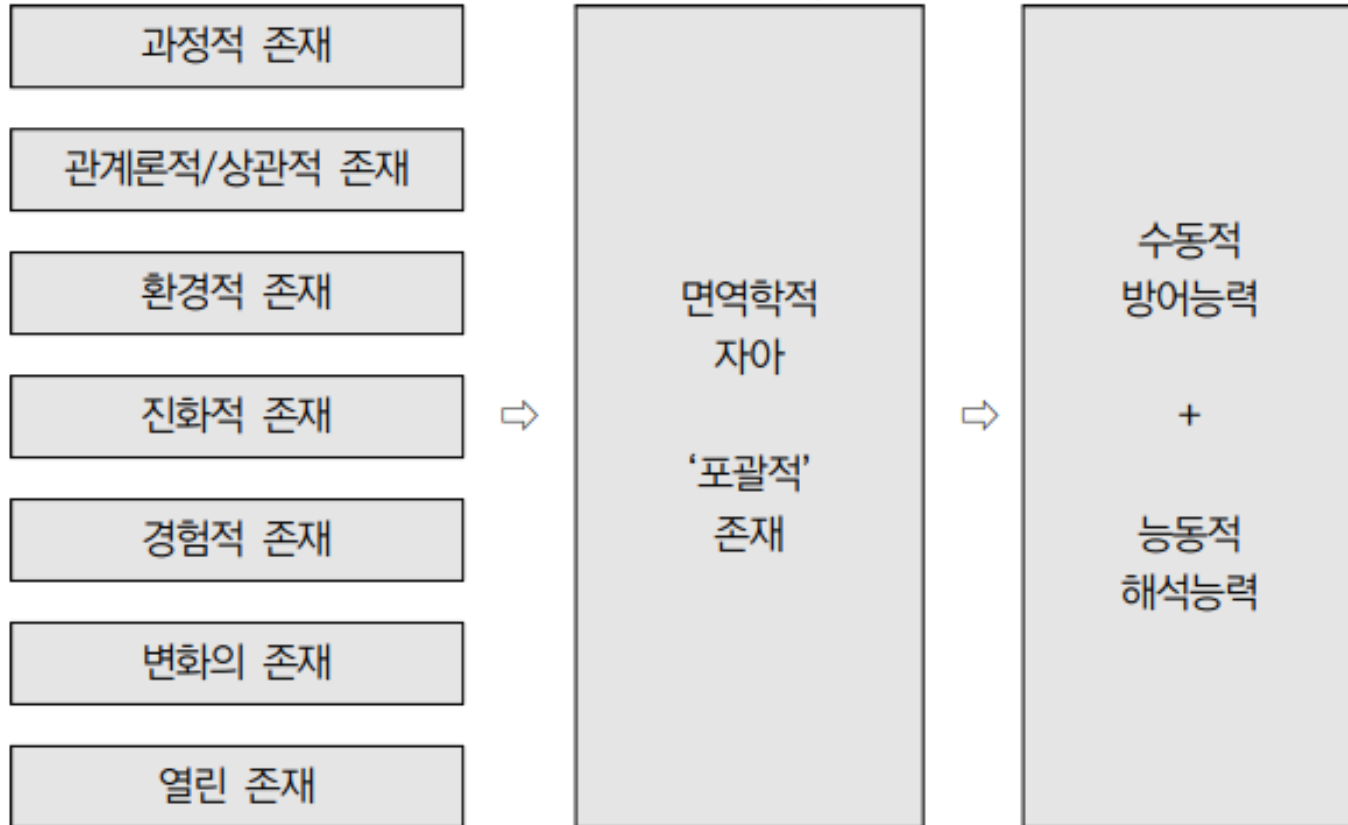 과정적 존재
관계론적/상관적 존재
환경적 존재
진화적 존재
경험적 존재
변화의 존재
열린 존재
⇨
면역학적
자아
‘포괄적’
존재
⇨
수동적
방어능력
+
능동적
해석능력